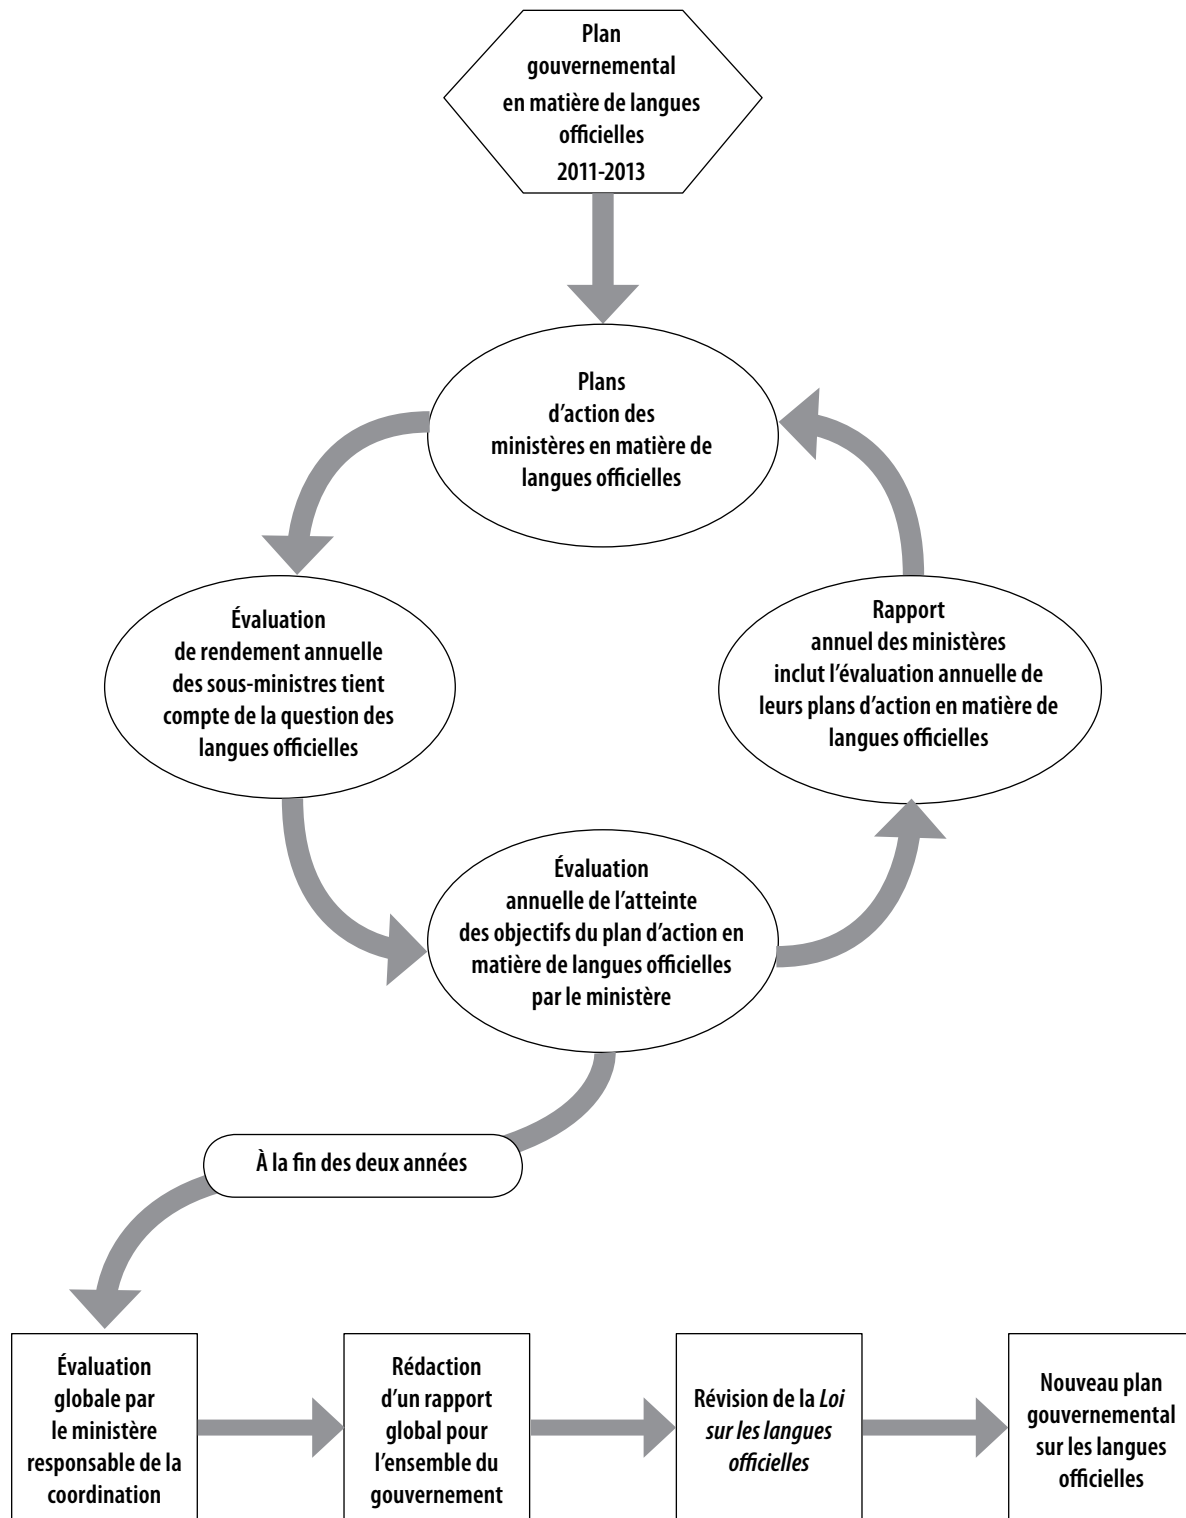 Plan
gouvernemental
en matière de langues
officielles
2011-2013
Plans
d'action des
ministères en matière de
langues officielles
Évaluation
de rendement annuelle
des sous-ministres tient
compte de la question des
langues officielles
Rapport
annuel des ministères
inclut l'évaluation annuelle de
leurs plans d'action en matière de
langues officielles
Évaluation
annuelle de l'atteinte
des objectifs du plan d'action en
matière de langues officielles
par le ministère
À la fin des deux années
Évaluation
globale par
le ministère
responsable de la
coordination
Rédaction
d'un rapport
global pour
l'ensemble du
gouvernement
Révision de la Loi
sur les langues
officielles
Nouveau plan
gouvernemental
sur les langues
officielles